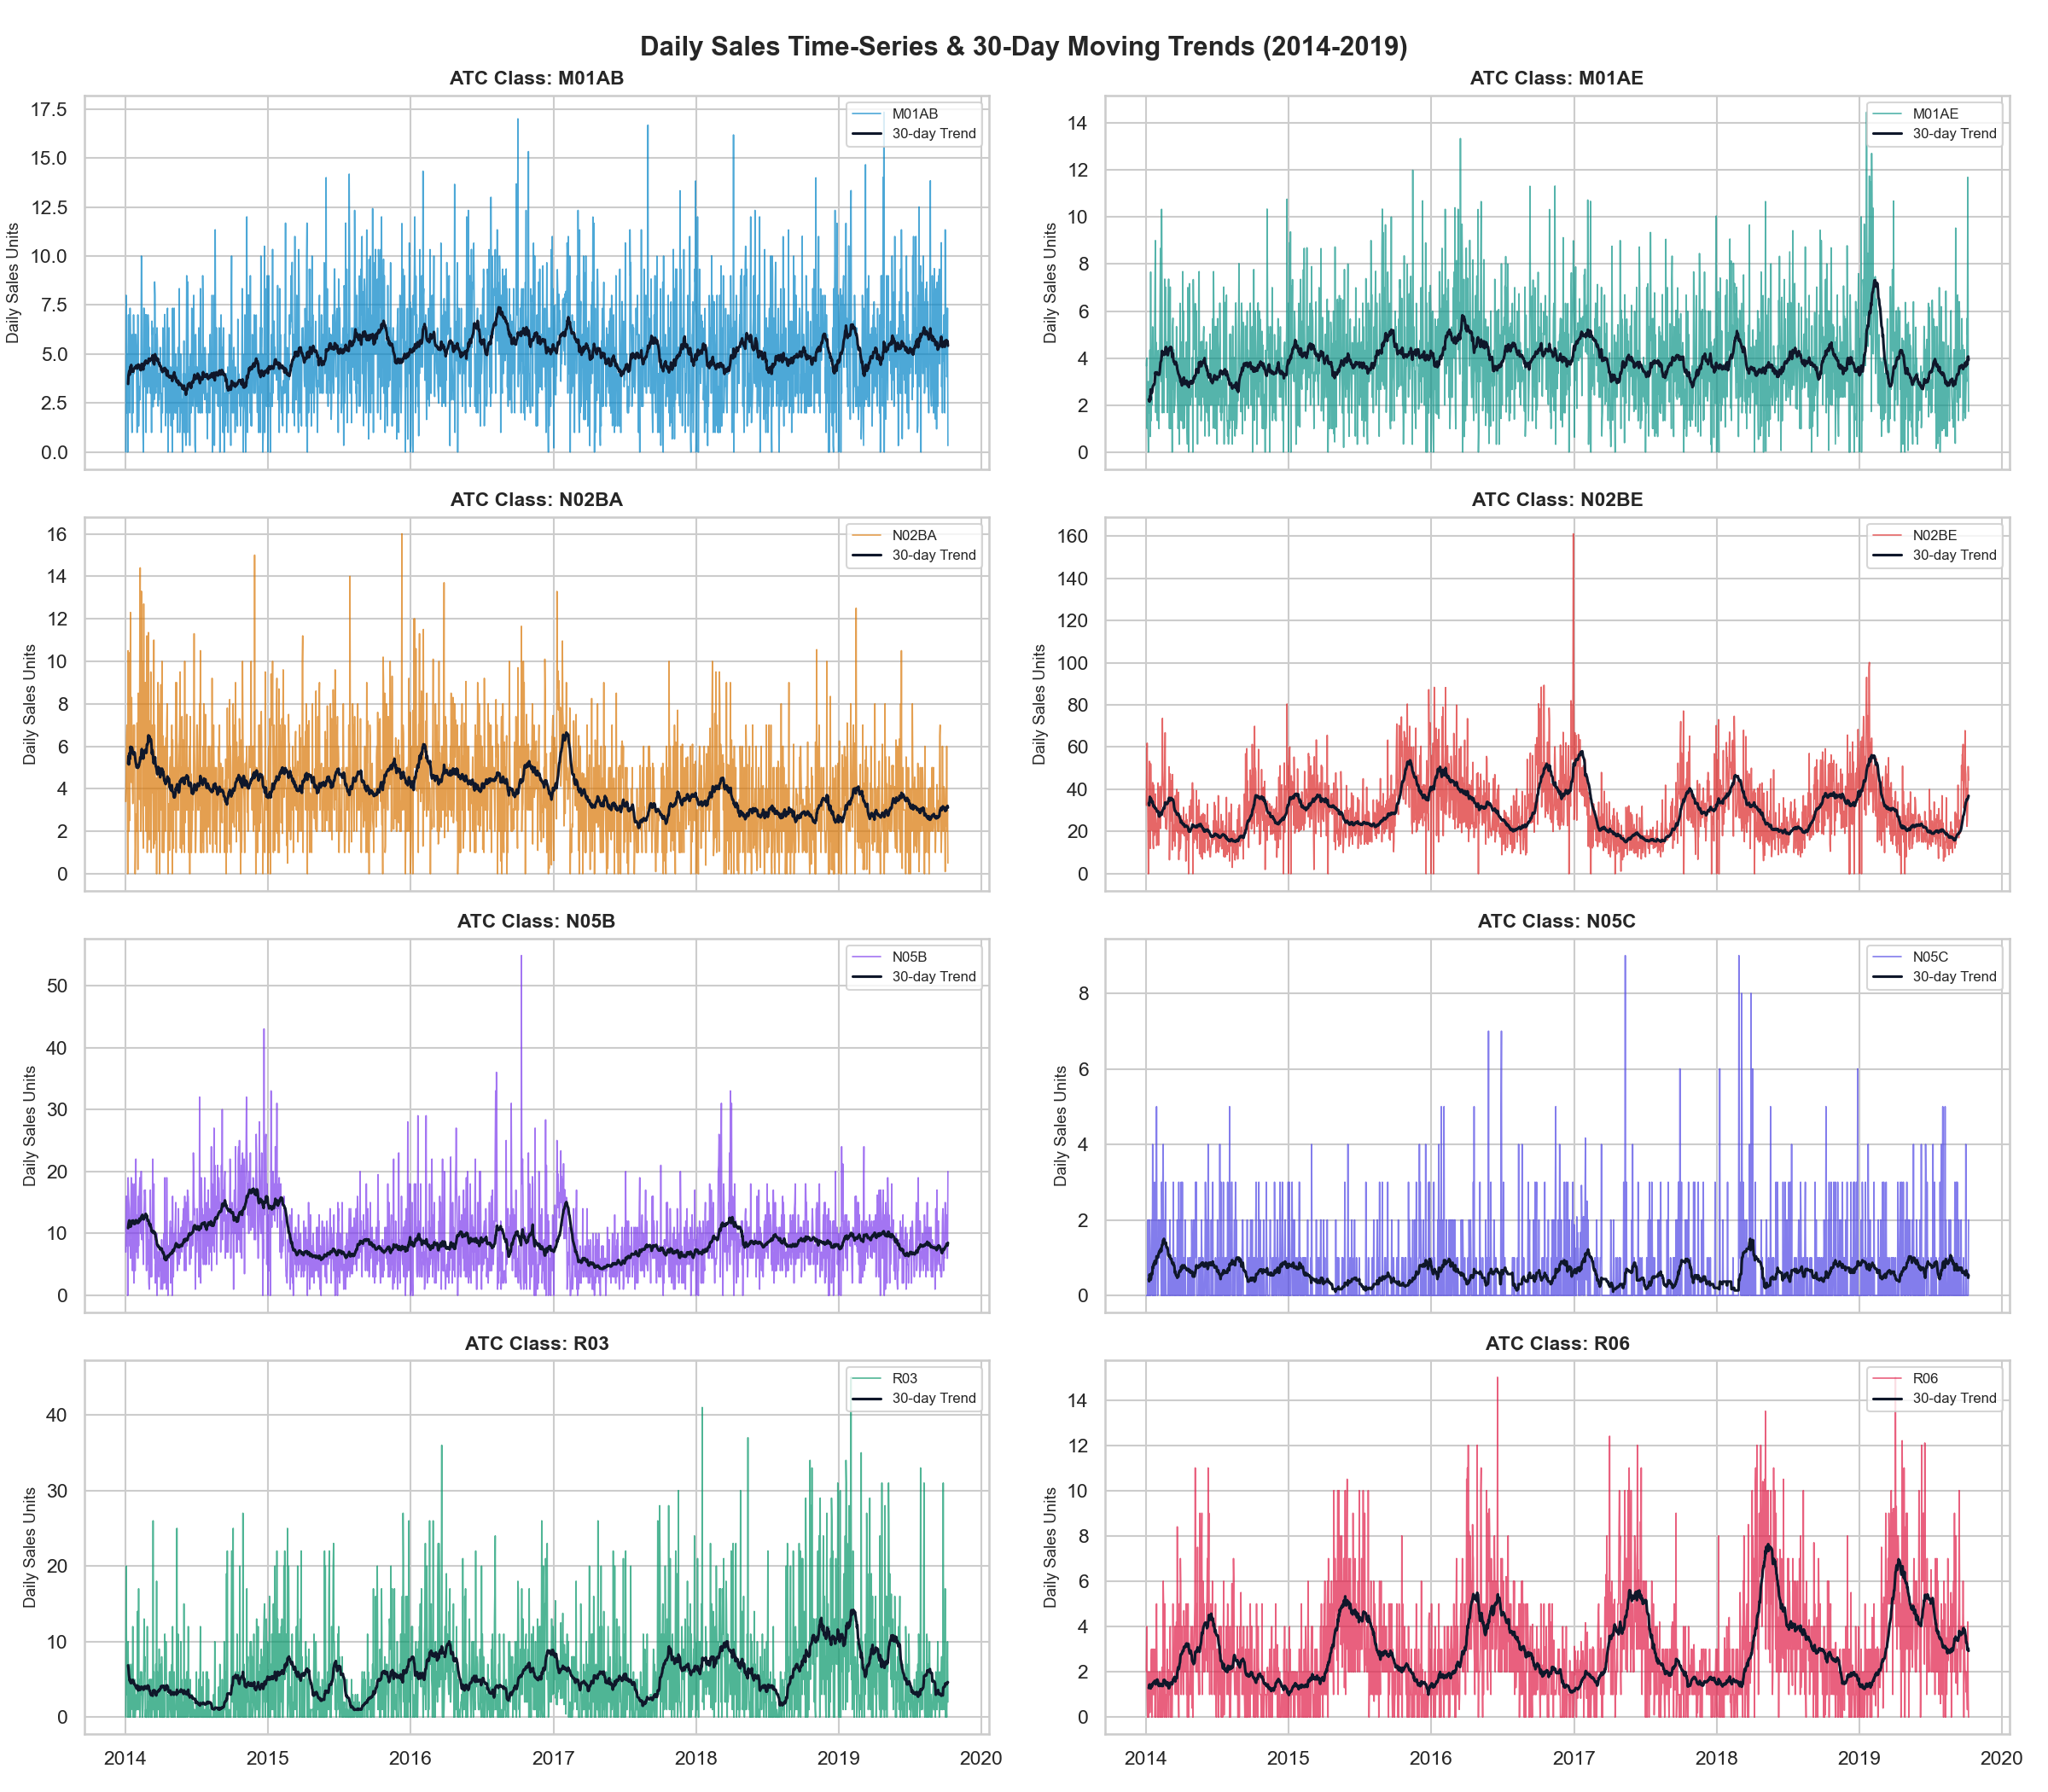 Daily Sales Time-Series & 30-Day Moving Trends (2014-2019)
ATC Class: M01AB
17.5
15.0
12.5
10.0
7.5
5.0
2.5
0.0
Daily Sales Units
M01AB
30-day Trend
ATC Class: M01AE
14
12
10
8
6
4
2
0
Daily Sales Units
M01AE
30-day Trend
ATC Class: N02BA
16
14
12
10
8
6
4
2
0
Daily Sales Units
N02BA
30-day Trend
ATC Class: N02BE
160
140
120
100
80
60
40
20
0
Daily Sales Units
N02BE
30-day Trend
ATC Class: N05B
50
40
30
20
10
0
Daily Sales Units
N05B
30-day Trend
ATC Class: N05C
8
6
4
2
0
Daily Sales Units
N05C
30-day Trend
ATC Class: R03
40
30
20
10
0
Daily Sales Units
R03
30-day Trend
2014 2015 2016 2017 2018 2019 2020
ATC Class: R06
14
12
10
8
6
4
2
0
Daily Sales Units
R06
30-day Trend
2014 2015 2016 2017 2018 2019 2020